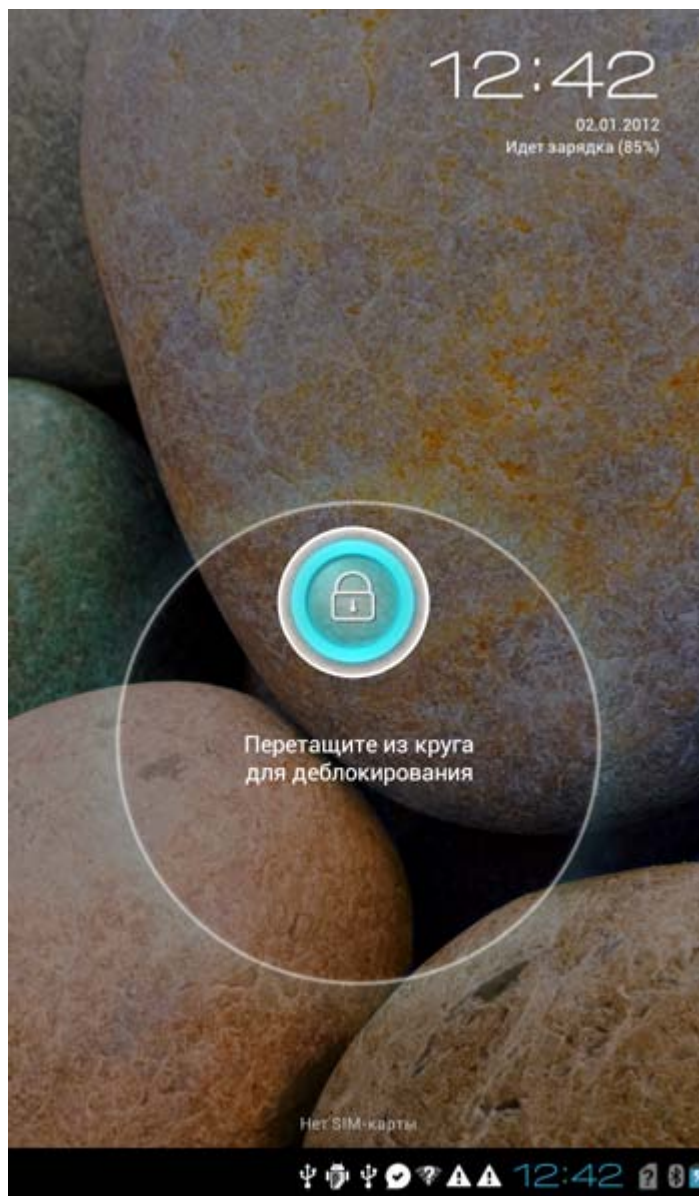 12:42
02.01.2012
Идет зарядка (85%)
Перетащите из круга
для деблокирования
Нет SIM-карты
12:42